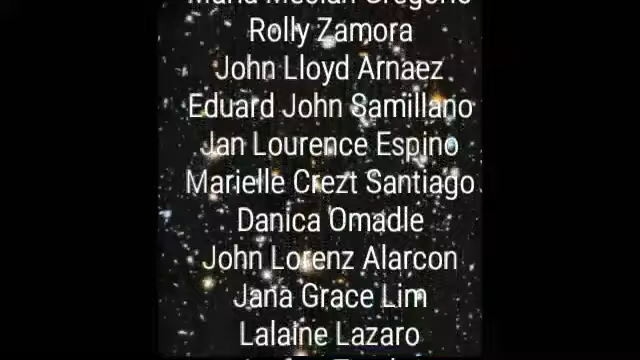 Rolly Zamora
John Lloyd Arnaez
Eduard John Samillano
Jan Lourence Espino
Marielle Crezt Santiago
Danica Omadle
John Lorenz Alarcon
Jana Grace Lim
Lalaine Lazaro